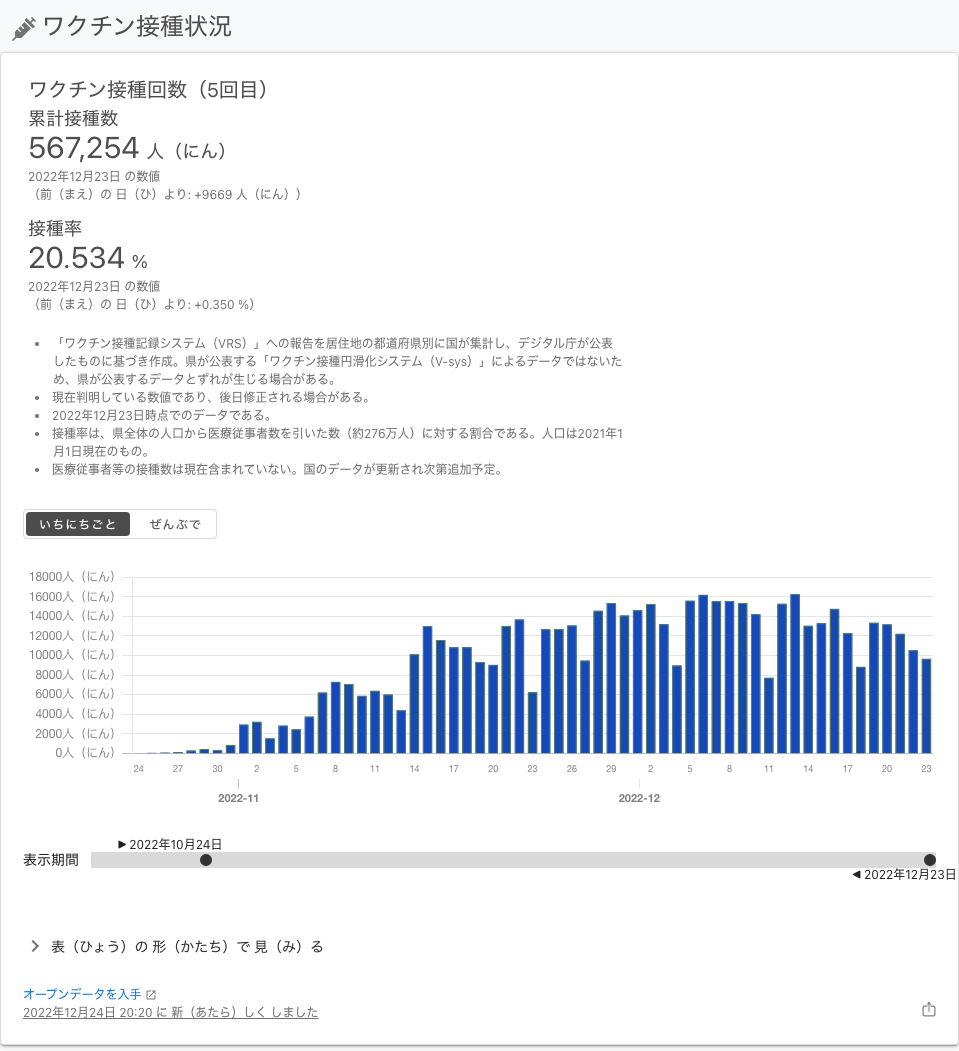 ワクチン接種状況
ワクチン接種回数（5回目）
累計接種数
567,254 人（にん）
2022年12月23日 の数値
（前（まえ）の 日（ひ）より: +9669 人（にん））
接種率
20.534 %
2022年12月23日 の数値
（前（まえ）の 日（ひ）より: +0.350 %）
「ワクチン接種記録システム（VRS）」への報告を居住地の都道府県別に国が集計し、デジタル庁が公表
したものに基づき作成。県が公表する「ワクチン接種円滑化システム（V-sys）」によるデータではないた
め、県が公表するデータとずれが生じる場合がある。
現在判明している数値であり、後日修正される場合がある。
2022年12月23日時点でのデータである。
接種率は、県全体の人口から医療従事者数を引いた数（約276万人）に対する割合である。人口は2021年1
月1日現在のもの。
医療従事者等の接種数は現在含まれていない。国のデータが更新され次第追加予定。
いちにちごと ぜんぶで
18000人（にん）
16000人（にん）
14000人（にん）
12000人（にん）
10000人（にん）
8000人（にん）
6000人（にん）
4000人（にん）
2000人（にん）
0人（にん）
24 27 30 2 5 8 11 14 17 20 23 26 29 2 5 8 11 14 17 20 23
2022-11 2022-12
2022年10月24日
表示期間
2022年12月23日
表（ひょう）の 形（かたち）で 見（み）る
オープンデータを入手
2022年12月24日 20:20 に 新（あたら）しく しました